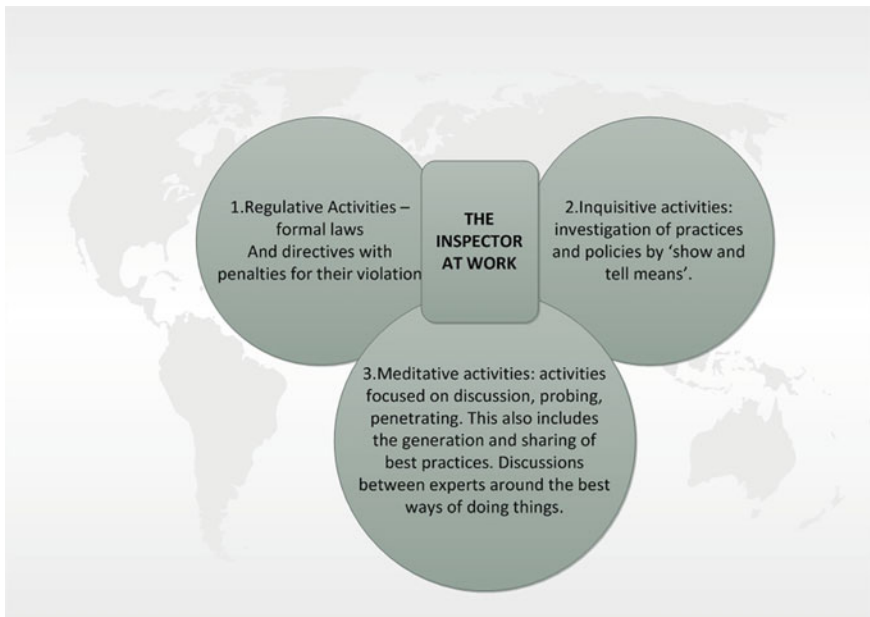 1.Regulative Activities –
formal laws
And directives with
penalties for their violation
THE
INSPECTOR
AT WORK
2.Inquisitive activities:
investigation of practices
and policies by ‘show and
tell means’.
3.Meditative activities: activities
focused on discussion, probing,
penetrating. This also includes
the generation and sharing of
best practices. Discussions
between experts around the best
ways of doing things.